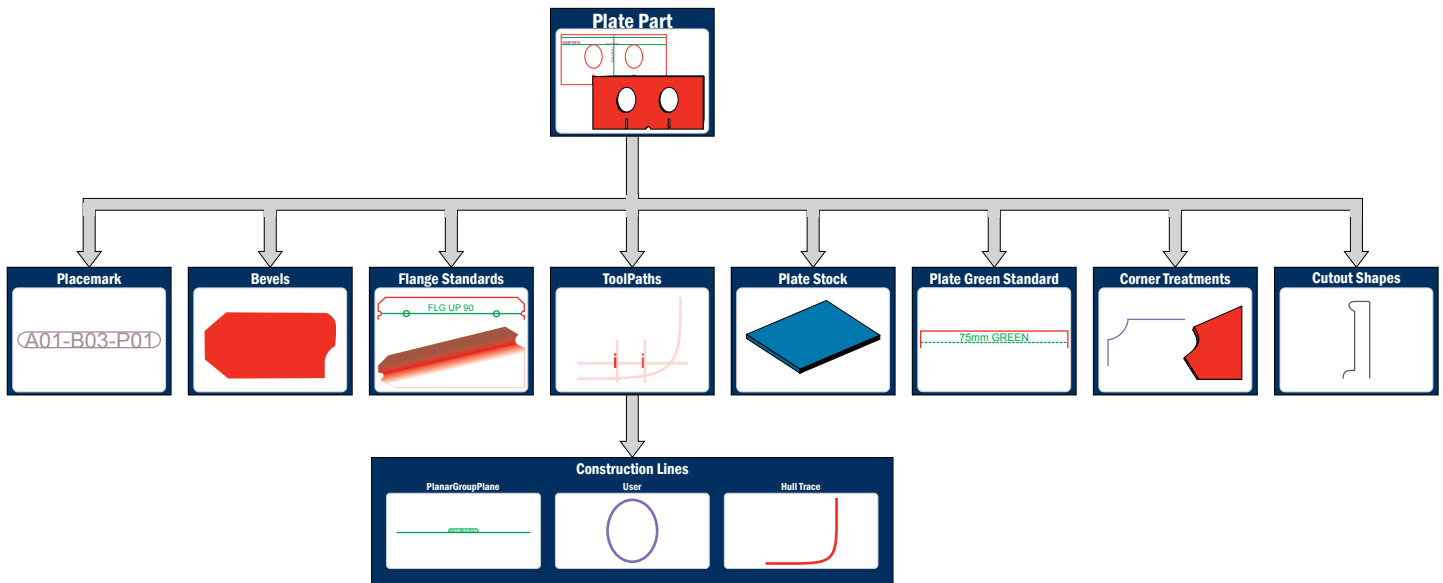 Plate Part
Placemark
Bevels
Flange Standards
ToolPaths
Plate Stock
Plate Green Standard
Corner Treatments
Cutout Shapes
A01-B03-P01
FLG UP 90
75mm GREEN
Construction Lines
PlanarGroupPlane
User
Hull Trace